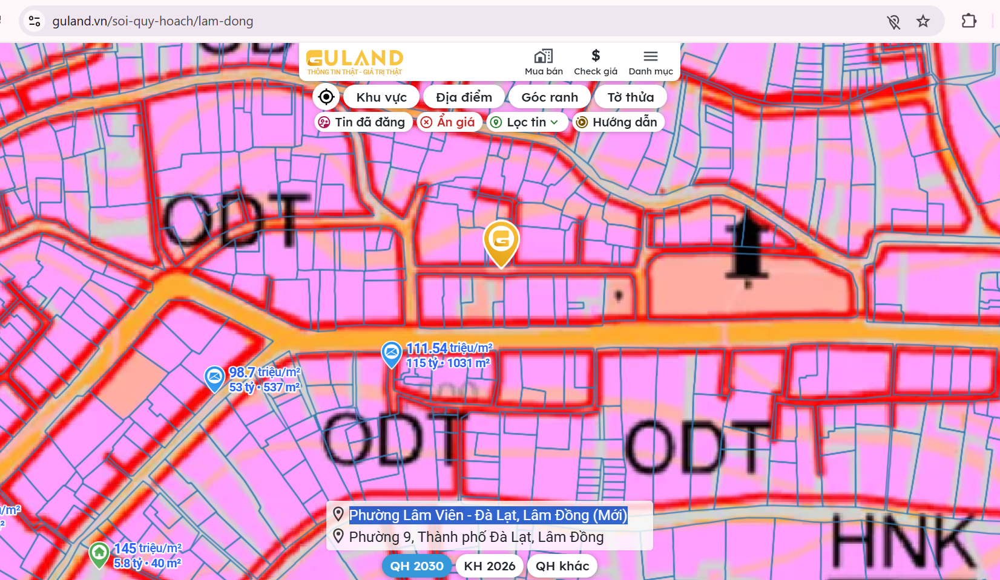 guland.vn/soi-quy-hoach/lam-dong
GULAND
THÔNG TIN THẬT - GIÁ TRỊ THẬT
Mua bán
Check giá
Danh mục
Khu vực
Địa điểm
Góc ranh
Tờ thửa
Tin đã đăng
Ẩn giá
Lọc tin
Hướng dẫn
ODT
111.54 triệu/m²
115 tỷ • 1031 m²
98.7 triệu/m²
53 tỷ • 537 m²
ODT
ODT
Phường Lâm Viên - Đà Lạt, Lâm Đồng (Mới)
Phường 9, Thành phố Đà Lạt, Lâm Đồng
HNK
145 triệu/m²
5.8 tỷ • 40 m²
QH 2030
KH 2026
QH khác